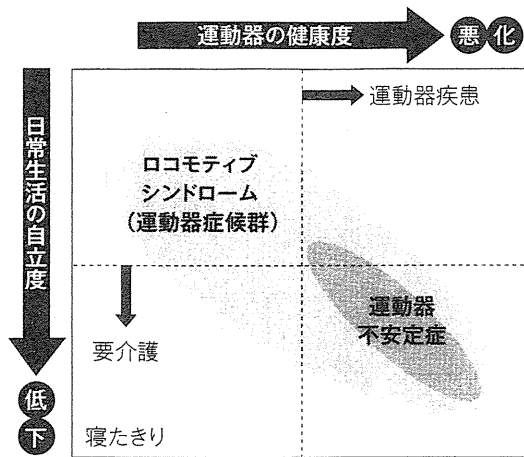 運動器の健康度
悪化
日常生活の自立度
低下
運動器疾患
ロコモティブ
シンドローム
（運動器症候群）
運動器
不安定症
要介護
寝たきり